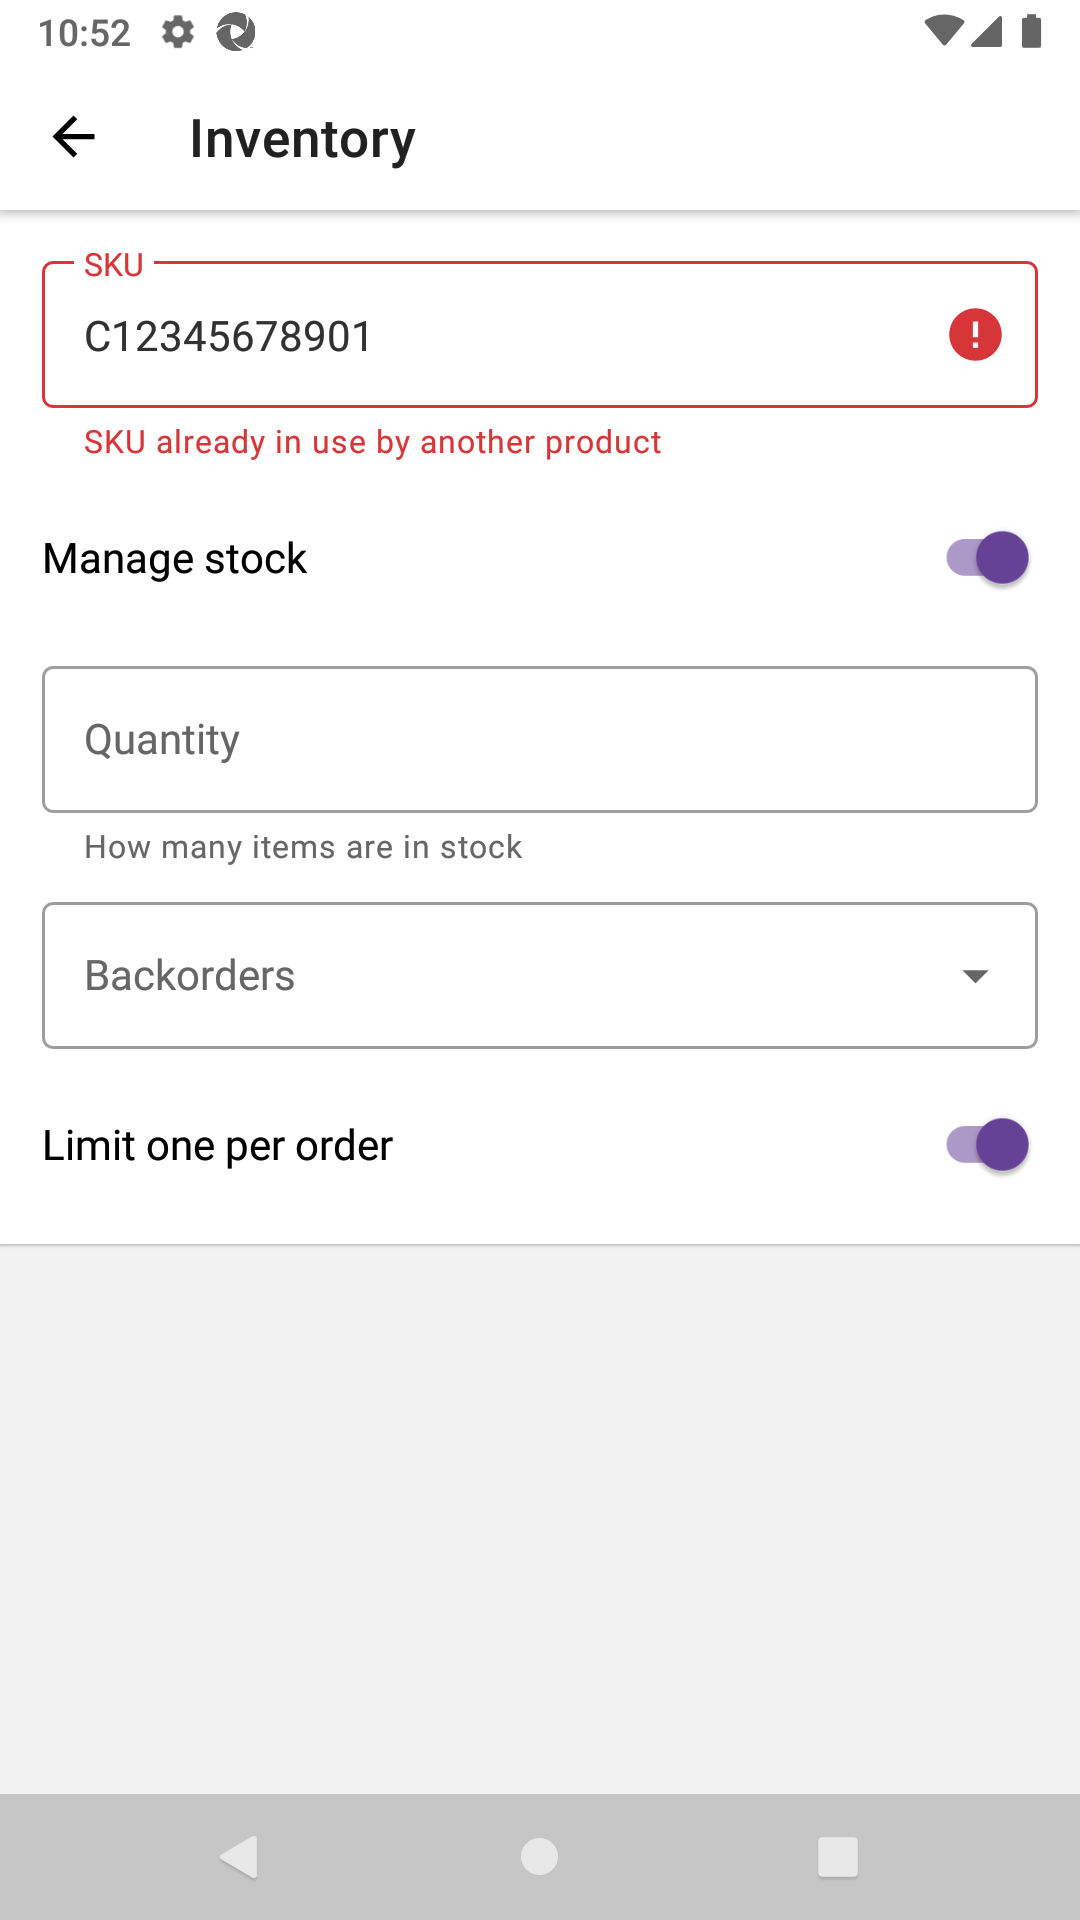 10:52
Inventory
SKU
C12345678901
SKU already in use by another product
Manage stock
Quantity
How many items are in stock
Backorders
Limit one per order